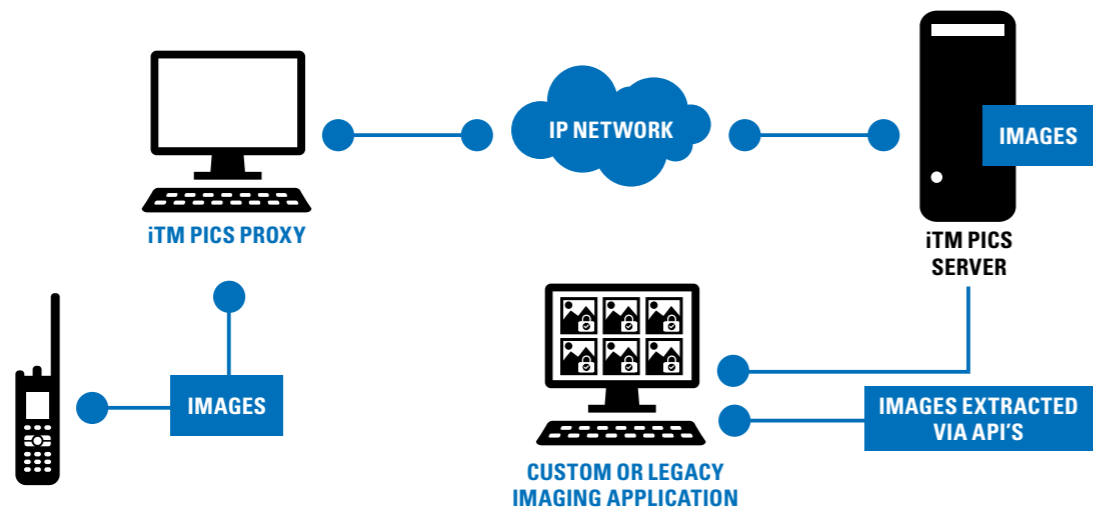 IP NETWORK
IMAGES
iTM PICS PROXY
iTM PICS
SERVER
IMAGES
IMAGES EXTRACTED
VIA API'S
CUSTOM OR LEGACY
IMAGING APPLICATION